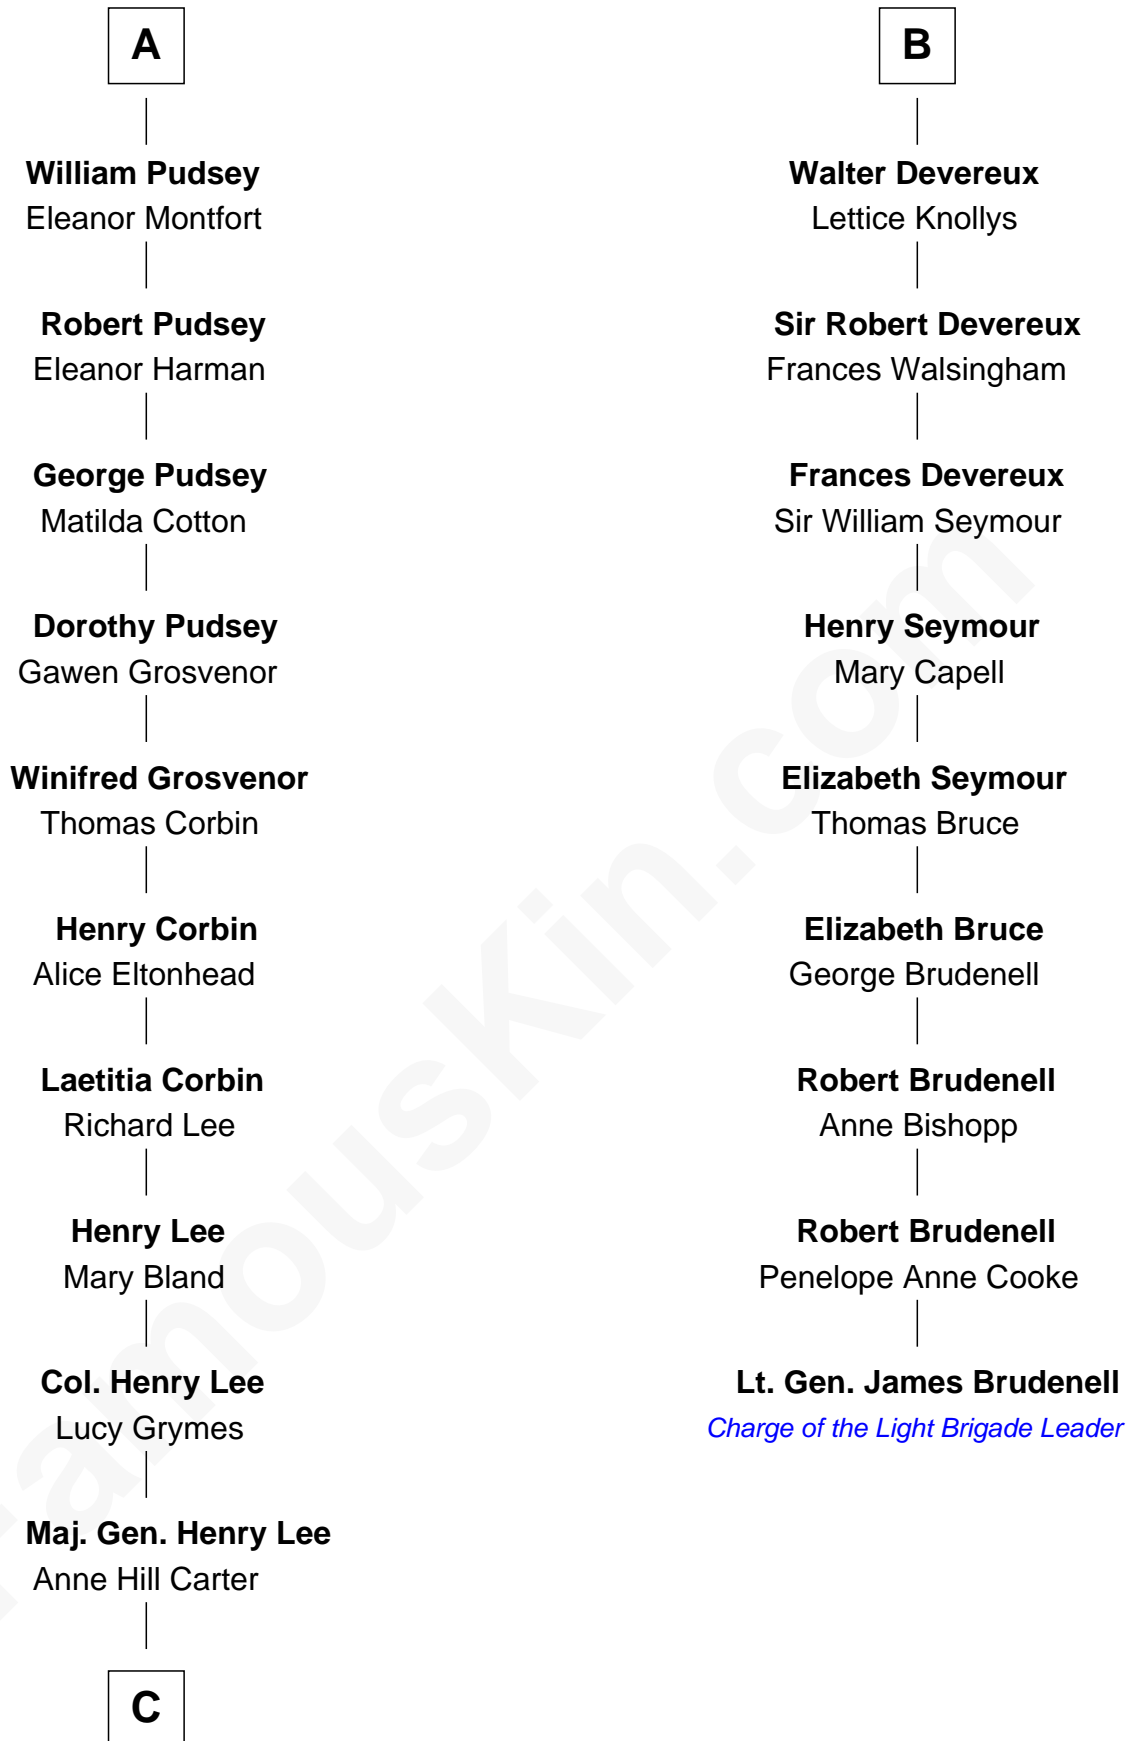 A
William Pudsey
Eleanor Montfort
Robert Pudsey
Eleanor Harman
George Pudsey
Matilda Cotton
Dorothy Pudsey
Gawen Grosvenor
Winifred Grosvenor
Thomas Corbin
Henry Corbin
Alice Eltonhead
Laetitia Corbin
Richard Lee
Henry Lee
Mary Bland
Col. Henry Lee
Lucy Grymes
Maj. Gen. Henry Lee
Anne Hill Carter
C
B
Walter Devereux
Lettice Knollys
Sir Robert Devereux
Frances Walsingham
Frances Devereux
Sir William Seymour
Henry Seymour
Mary Capell
Elizabeth Seymour
Thomas Bruce
Elizabeth Bruce
George Brudenell
Robert Brudenell
Anne Bishopp
Robert Brudenell
Penelope Anne Cooke
Lt. Gen. James Brudenell
Charge of the Light Brigade Leader
FamousKin.com